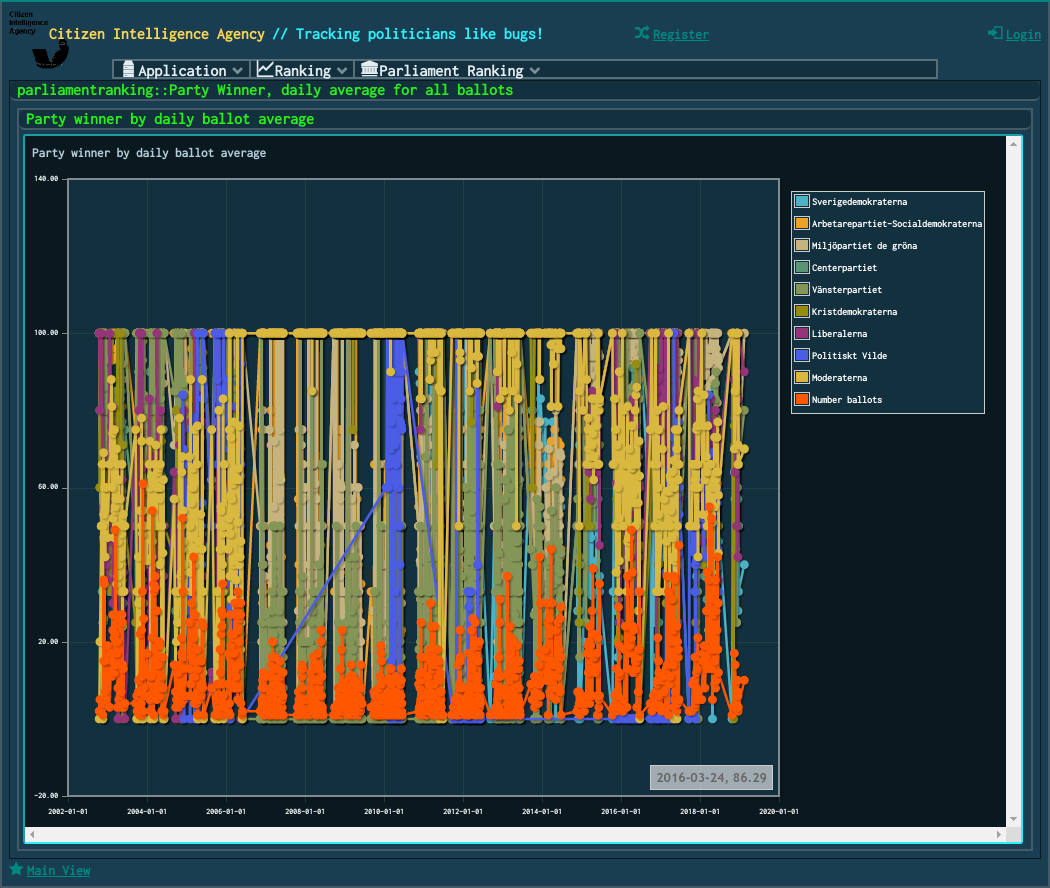 Citizen
Intelligence
Agency
Citizen Intelligence Agency // Tracking politicians like bugs!
Register
Login
Application
Ranking
Parliament Ranking
parliamentranking::Party Winner, daily average for all ballots
Party winner by daily ballot average
Party winner by daily ballot average
140.00
100.00
60.00
20.00
-20.00
2002-01-01
2004-01-01
2006-01-01
2008-01-01
2010-01-01
2012-01-01
2014-01-01
2016-01-01
2018-01-01
2020-01-01
Sverigedemokraterna
Arbetarepartiet-Socialdemokraterna
Miljöpartiet de gröna
Centerpartiet
Vänsterpartiet
Kristdemokraterna
Liberalerna
Politiskt Vilde
Moderaterna
Number ballots
2016-03-24, 86.29
Main View